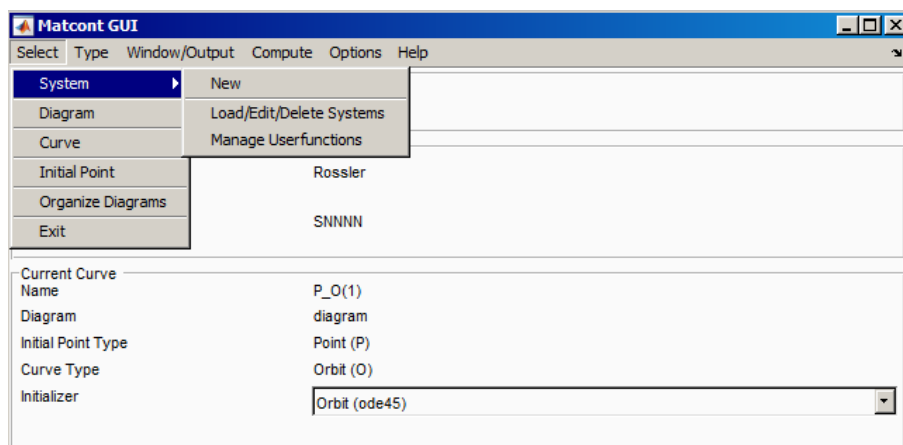 Matcont GUI
Select Type Window/Output Compute Options Help
System New
Diagram Load/Edit/Delete Systems
Curve Manage Userfunctions
Initial Point Rossler
Organize Diagrams
Exit SNNNN
Current Curve
Name P_O(1)
Diagram diagram
Initial Point Type Point (P)
Curve Type Orbit (O)
Initializer Orbit (ode45)